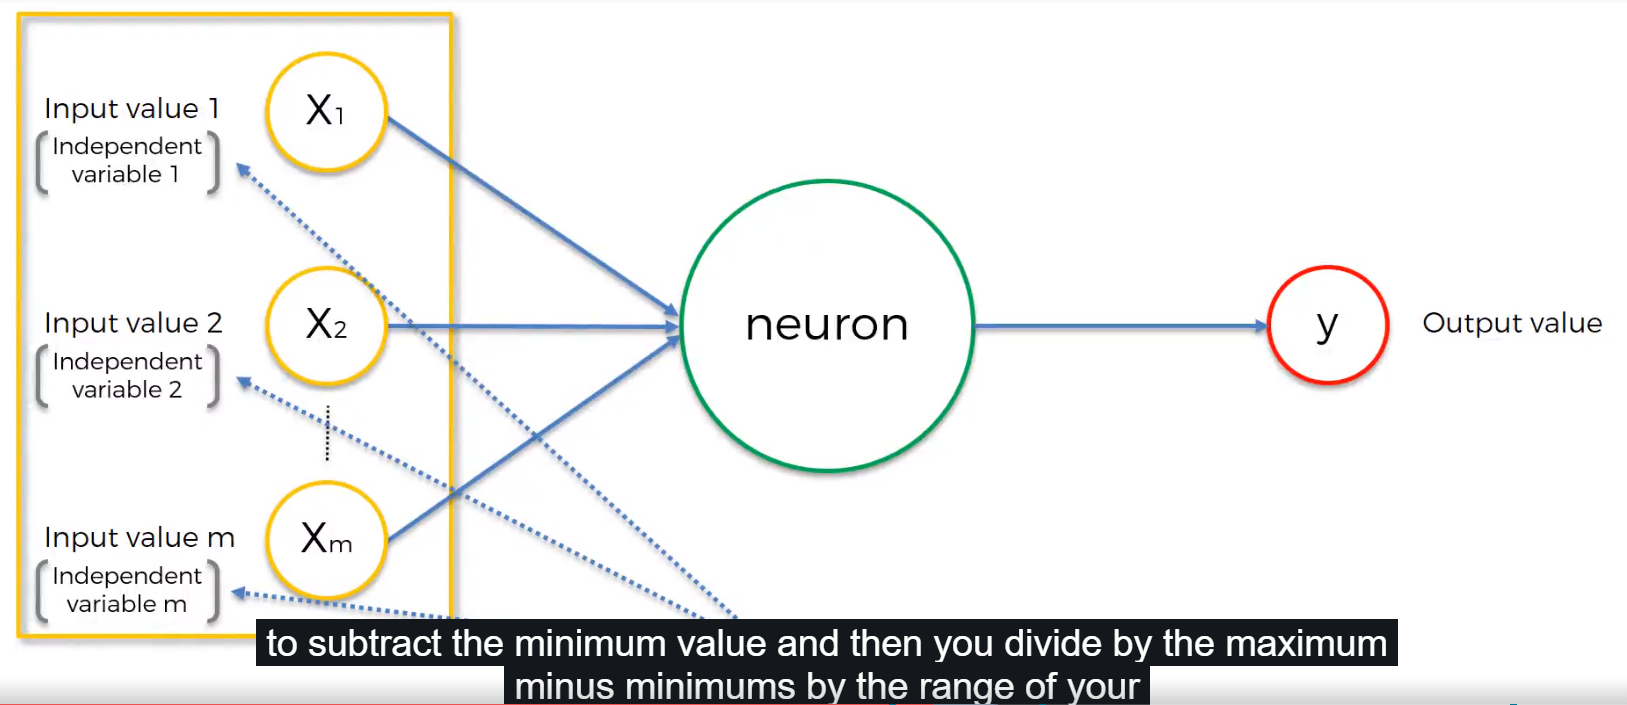 Input value 1
Independent
variable 1
X1
Input value 2
Independent
variable 2
X2
Input value m
Independent
variable m
Xm
neuron
y
Output value
to subtract the minimum value and then you divide by the maximum
minus minimums by the range of your